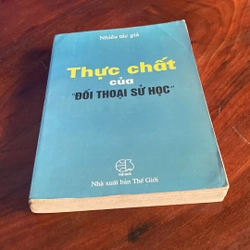 Nhiều tác giả
Thực chất
của
"ĐỐI THOẠI SỬ HỌC"
Nhà xuất bản Thế Giới